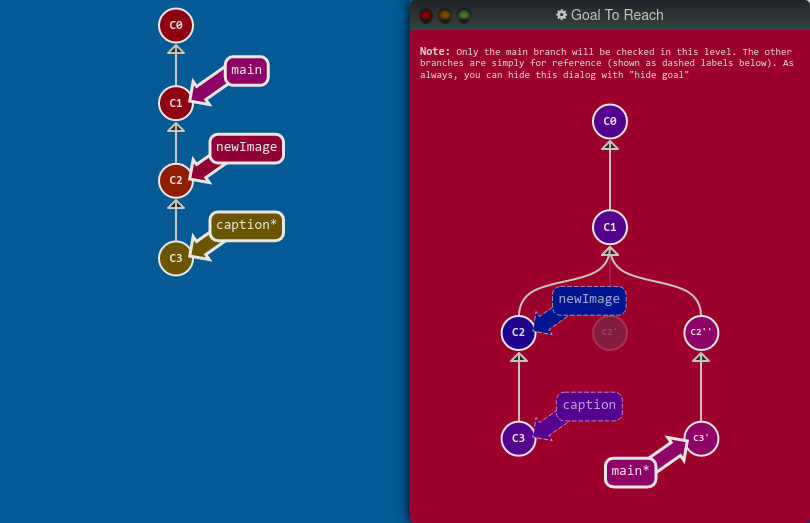 C0
main
C1
newImage
C2
caption*
C3
Goal To Reach
Note: Only the main branch will be checked in this level. The other
branches are simply for reference (shown as dashed labels below). As
always, you can hide this dialog with "hide goal"
C0
C1
newImage
C2
C2'
C2''
caption
C3
C3'
main*